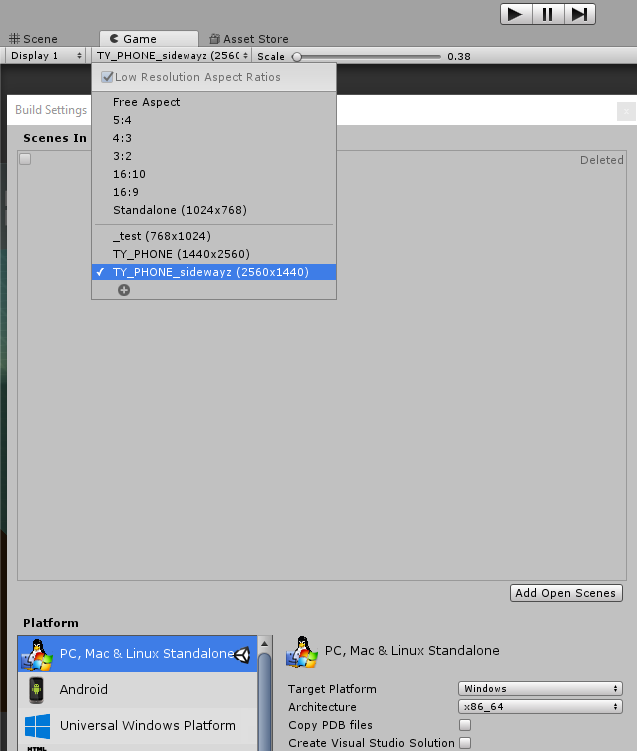 Scene
Game
Asset Store
Display 1
TY_PHONE_sidewayz (256
Scale
0.38
Low Resolution Aspect Ratios
Free Aspect
5:4
4:3
3:2
16:10
16:9
Standalone (1024x768)
_test (768x1024)
TY_PHONE (1440x2560)
TY_PHONE_sidewayz (2560x1440)
Build Settings
Scenes In
Deleted
Add Open Scenes
Platform
PC, Mac & Linux Standalone
Android
Universal Windows Platform
PC, Mac & Linux Standalone
Target Platform
Windows
Architecture
x86_64
Copy PDB files
Create Visual Studio Solution